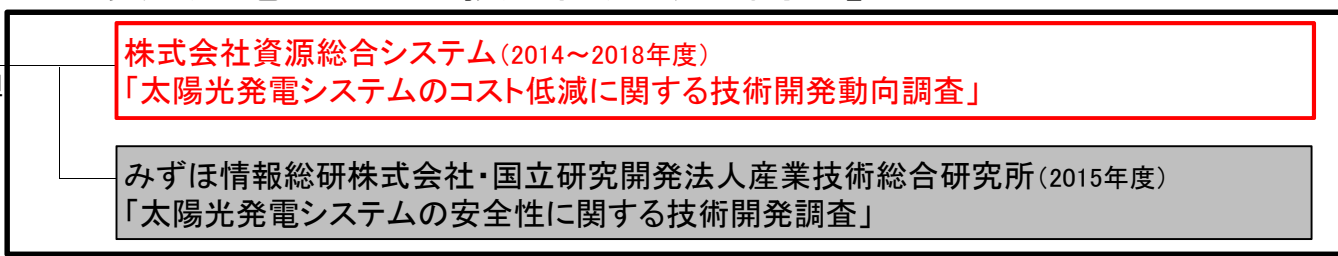 株式会社資源総合システム(2014～2018年度)
「太陽光発電システムのコスト低減に関する技術開発動向調査」
みずほ情報総研株式会社・国立研究開発法人産業技術総合研究所(2015年度)
「太陽光発電システムの安全性に関する技術開発調査」